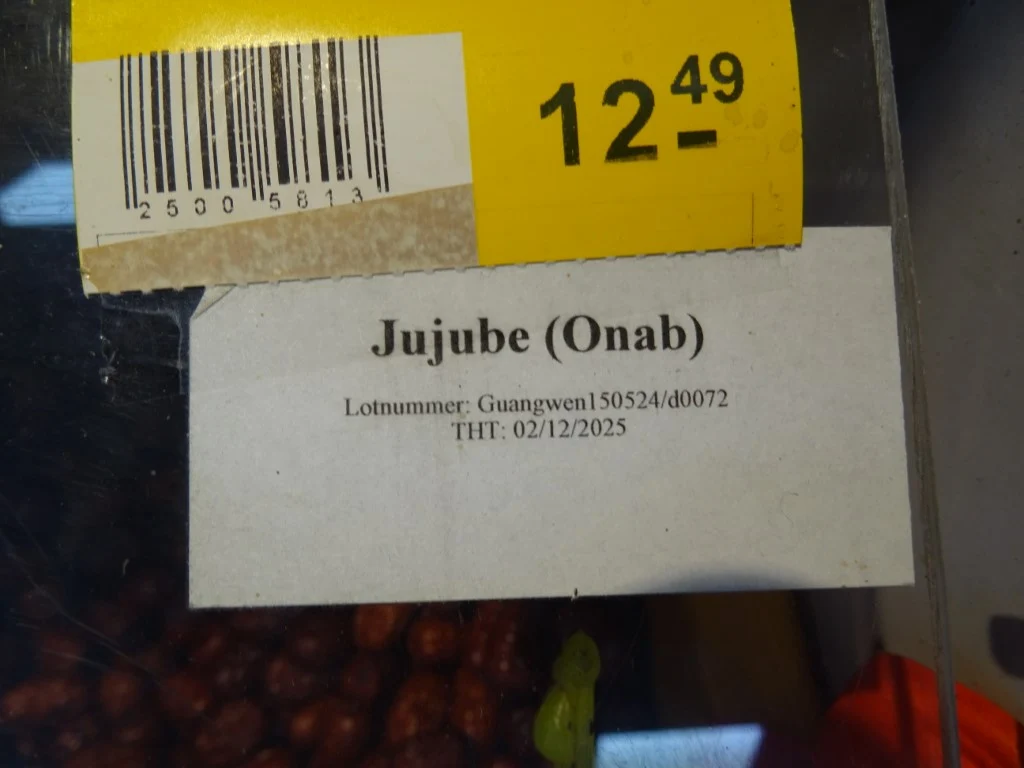 2500 5813
12 49
Jujube (Onab)
Lotnummer: Guangwen150524/d0072
THT: 02/12/2025